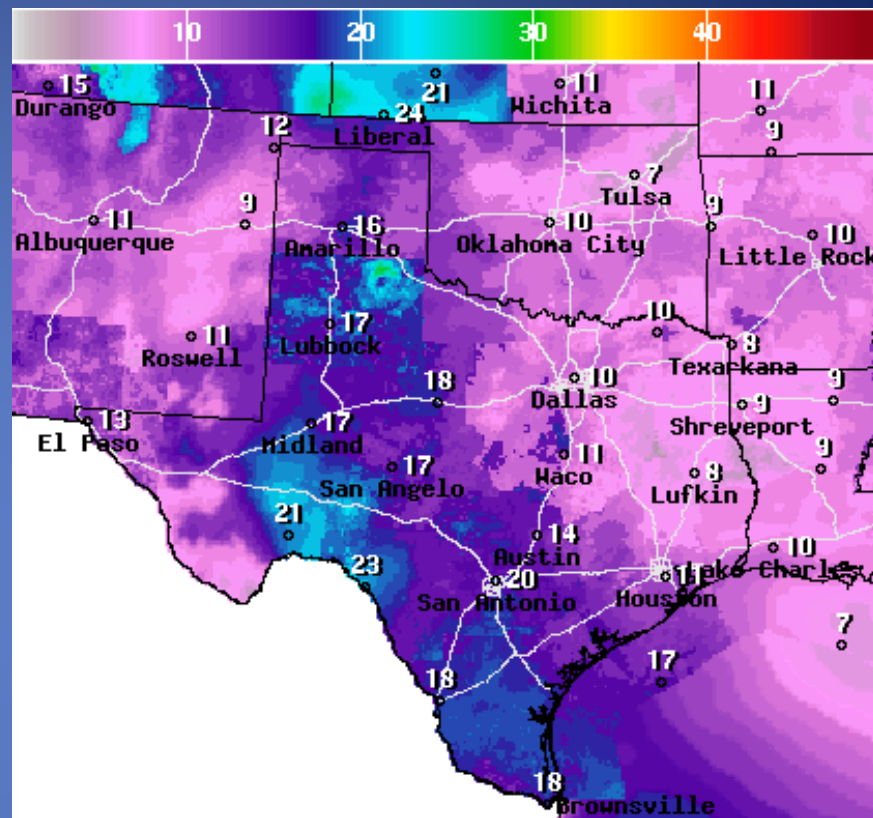 10 20 30 40
15
Durango
21
11
Wichita
11
24
Liberal
12
9
7
Tulsa
11
Albuquerque
9
16
Amarillo
10
Oklahoma City
9
10
Little Rock
11
Roswell
17
Lubbock
10
8
Texarkana
18
10
Dallas
9
Shreveport
9
13
El Paso
17
Midland
17
San Angelo
11
Waco
8
Lufkin
9
21
14
Austin
10
23
20
San Antonio
11
Houston
Lake Charles
7
18
17
18
Brownsville